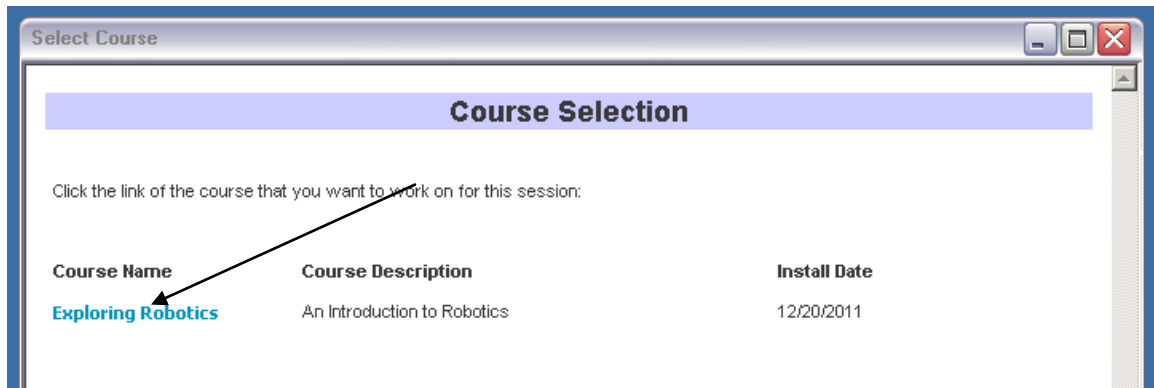 Select Course
Course Selection
Click the link of the course that you want to work on for this session:
Course Name Course Description Install Date
Exploring Robotics An Introduction to Robotics 12/20/2011